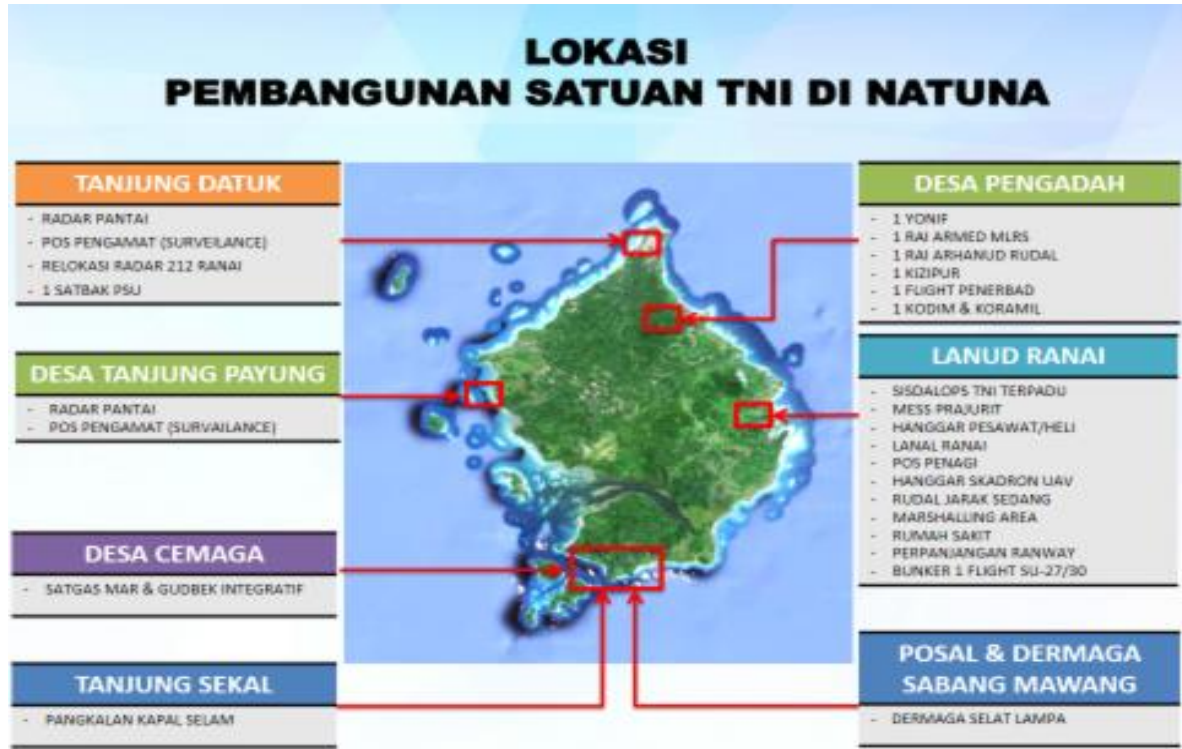 LOKASI
PEMBANGUNAN SATUAN TNI DI NATUNA
TANJUNG DATUK
- RADAR PANTAI
- POS PENGAMAT (SURVEILANCE)
- RELOKASI RADAR 212 RANAI
- 1 SATBAK PSU
DESA TANJUNG PAYUNG
- RADAR PANTAI
- POS PENGAMAT (SURVAILANCE)
DESA CEMAGA
- SATGAS MAR & GUDBEK INTEGRATIF
TANJUNG SEKAL
- PANGKALAN KAPAL SELAM
DESA PENGADAH
- 1 YONIF
- 1 RAI ARMED MLRS
- 1 RAI ARHANUD RUDAL
- 1 KIZIPUR
- 1 FLIGHT PENERBAD
- 1 KODIM & KORAMIL
LANUD RANAI
- SISDALOPS TNI TERPADU
- MESS PRAJURIT
- HANGGAR PESAWAT/HELI
- LANAL RANAI
- POS PENAGI
- HANGGAR SKADRON UAV
- RUDAL JARAK SEDANG
- MARSHALLING AREA
- RUMAH SAKIT
- PERPANJANGAN RANWAY
- BUNKER 1 FLIGHT SU-27/30
POSAL & DERMAGA
SABANG MAWANG
- DERMAGA SELAT LAMPA